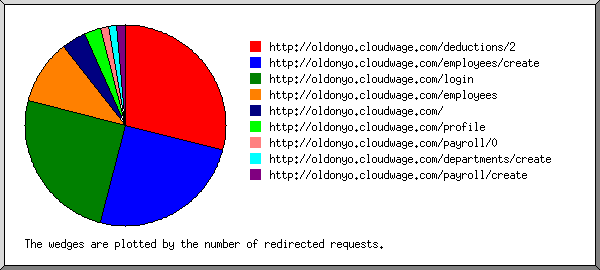 http://oldonyo.cloudwage.com/deductions/2
http://oldonyo.cloudwage.com/employees/create
http://oldonyo.cloudwage.com/login
http://oldonyo.cloudwage.com/employees
http://oldonyo.cloudwage.com/
http://oldonyo.cloudwage.com/profile
http://oldonyo.cloudwage.com/payroll/0
http://oldonyo.cloudwage.com/departments/create
http://oldonyo.cloudwage.com/payroll/create
The wedges are plotted by the number of redirected requests.